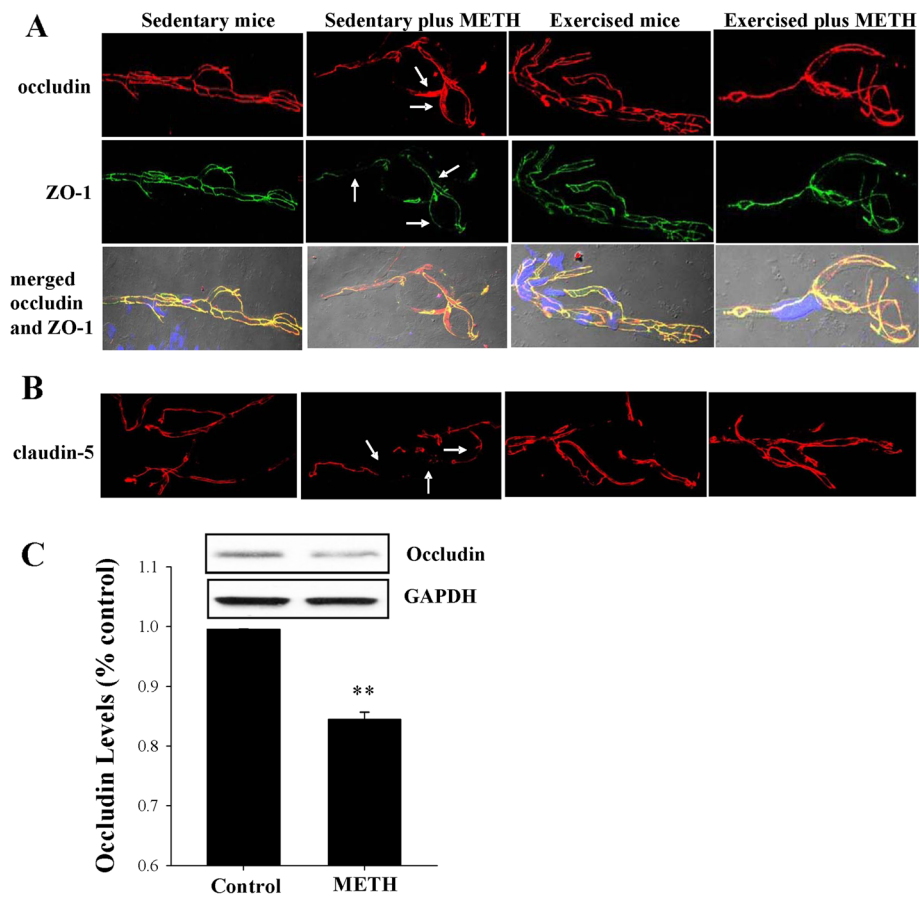 A
Sedentary mice
Sedentary plus METH
Exercised mice
Exercised plus METH
occludin
ZO-1
merged
occludin
and ZO-1
B
claudin-5
C
Occludin
GAPDH
Occludin Levels (% control)
1.1
1.0
0.9
0.8
0.7
0.6
**
Control
METH